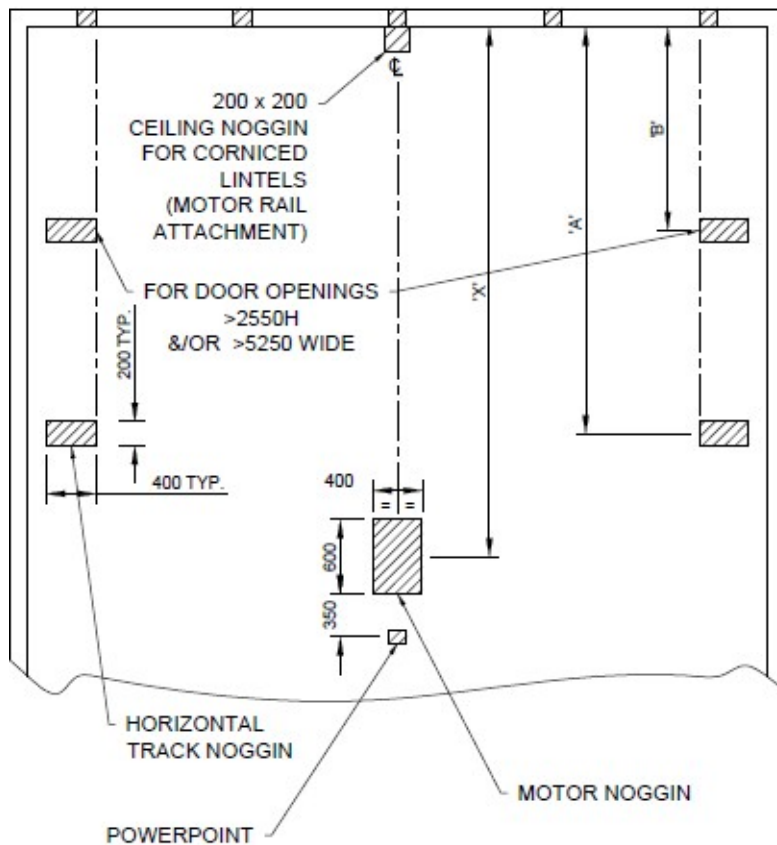 ℄
200 x 200
CEILING NOGGIN
FOR CORNICED
LINTELS
(MOTOR RAIL
ATTACHMENT)
'B'
'A'
'X'
FOR DOOR OPENINGS
>2550H
&/OR >5250 WIDE
200 TYP.
400 TYP.
400
= =
600
350
HORIZONTAL
TRACK NOGGIN
MOTOR NOGGIN
POWERPOINT